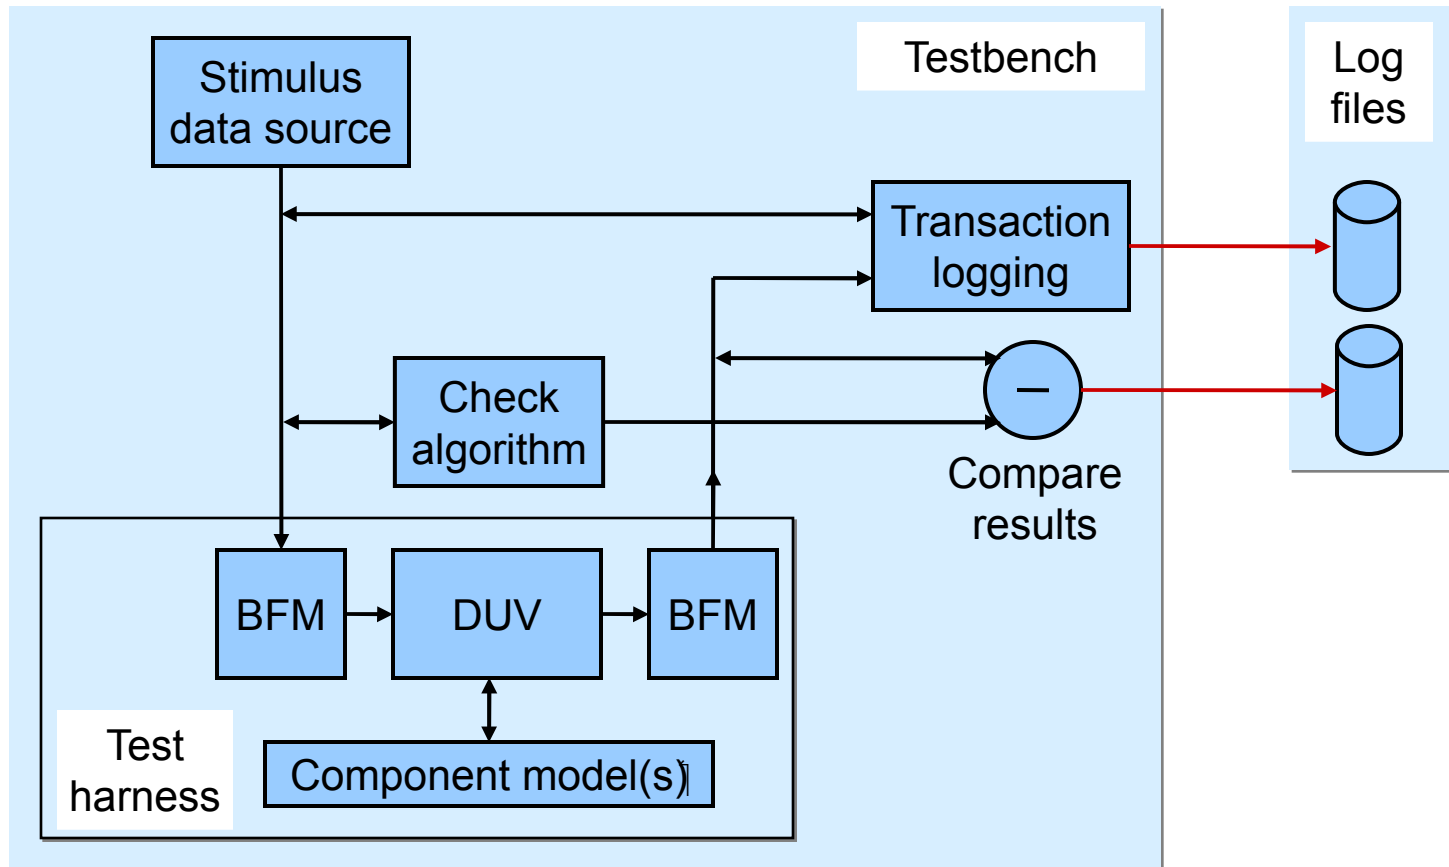 Testbench
Log
files
Stimulus
data source
Transaction
logging
Check
algorithm
Compare
results
BFM
DUV
BFM
Test
harness
Component model(s)